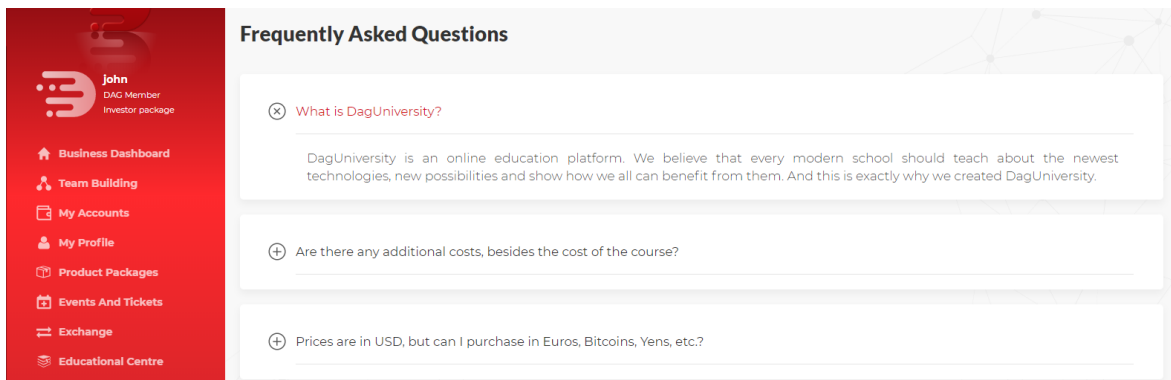 Frequently Asked Questions
john
DAG Member
Investor package
Business Dashboard
Team Building
My Accounts
My Profile
Product Packages
Events And Tickets
Exchange
Educational Centre
What is DagUniversity?
DagUniversity is an online education platform. We believe that every modern school should teach about the newest
technologies, new possibilities and show how we all can benefit from them. And this is exactly why we created DagUniversity.
Are there any additional costs, besides the cost of the course?
Prices are in USD, but can I purchase in Euros, Bitcoins, Yens, etc.?